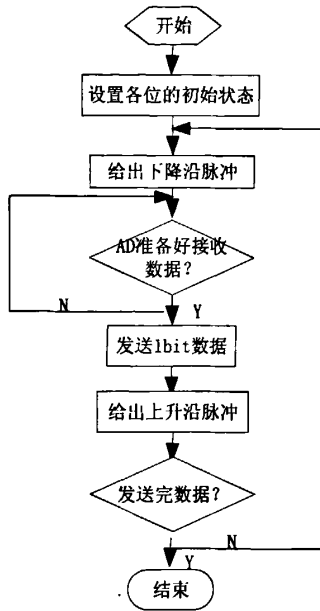 开始
设置各位的初始状态
给出下降沿脉冲
AD准备好接收
数据?
N
Y
发送1bit数据
给出上升沿脉冲
发送完数据?
N
Y
结束